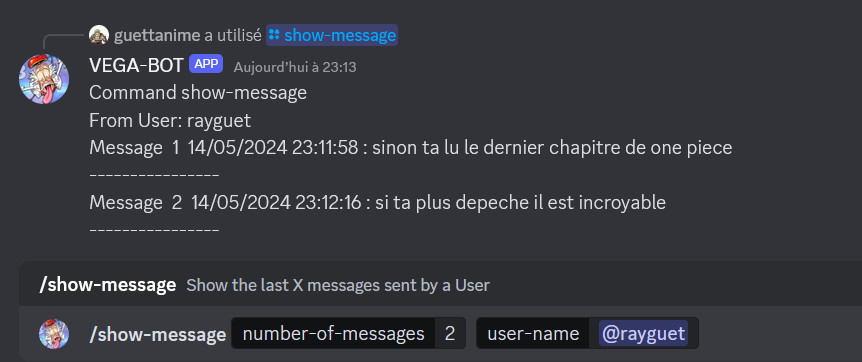 guettanime a utilisé show-message
VEGA-BOT APP Aujourd'hui à 23:13
Command show-message
From User: rayguet
Message 1 14/05/2024 23:11:58 : sinon ta lu le dernier chapitre de one piece
----------------
Message 2 14/05/2024 23:12:16 : si ta plus depeche il est incroyable
----------------
/show-message Show the last X messages sent by a User
/show-message number-of-messages 2 user-name @rayguet